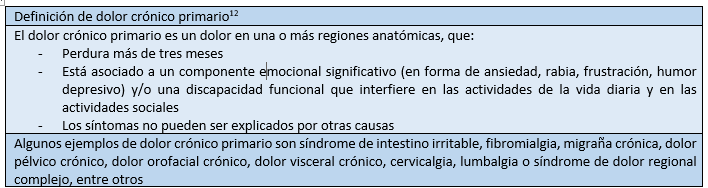 Definición de dolor crónico primario¹²
El dolor crónico primario es un dolor en una o más regiones anatómicas, que:
- Perdura más de tres meses
- Está asociado a un componente emocional significativo (en forma de ansiedad, rabia, frustración, humor
depresivo) y/o una discapacidad funcional que interfiere en las actividades de la vida diaria y en las
actividades sociales
- Los síntomas no pueden ser explicados por otras causas
Algunos ejemplos de dolor crónico primario son síndrome de intestino irritable, fibromialgia, migraña crónica, dolor
pélvico crónico, dolor orofacial crónico, dolor visceral crónico, cervicalgia, lumbalgia o síndrome de dolor regional
complejo, entre otros